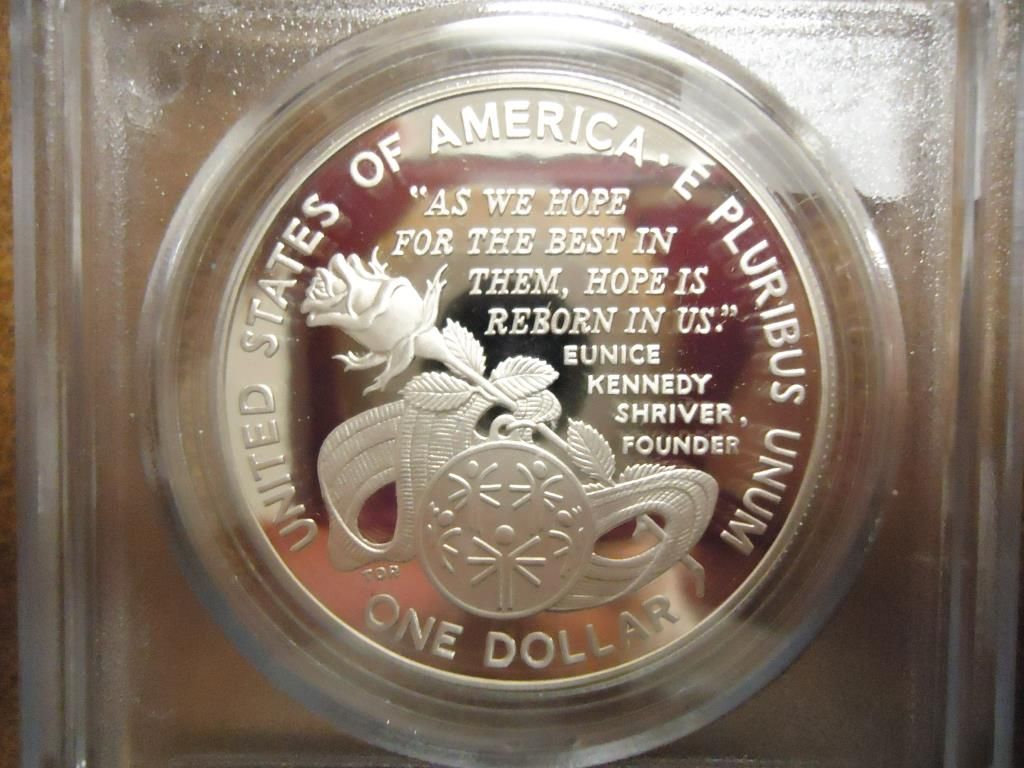 UNITED STATES OF AMERICA · E PLURIBUS UNUM
“AS WE HOPE
FOR THE BEST IN
THEM, HOPE IS
REBORN IN US.”
EUNICE
KENNEDY
SHRIVER,
FOUNDER
TDR
ONE DOLLAR